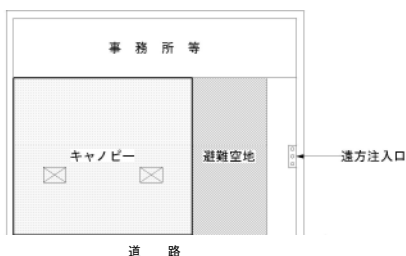 事務所等
キャノピー
避難空地
遠方注入口
道路